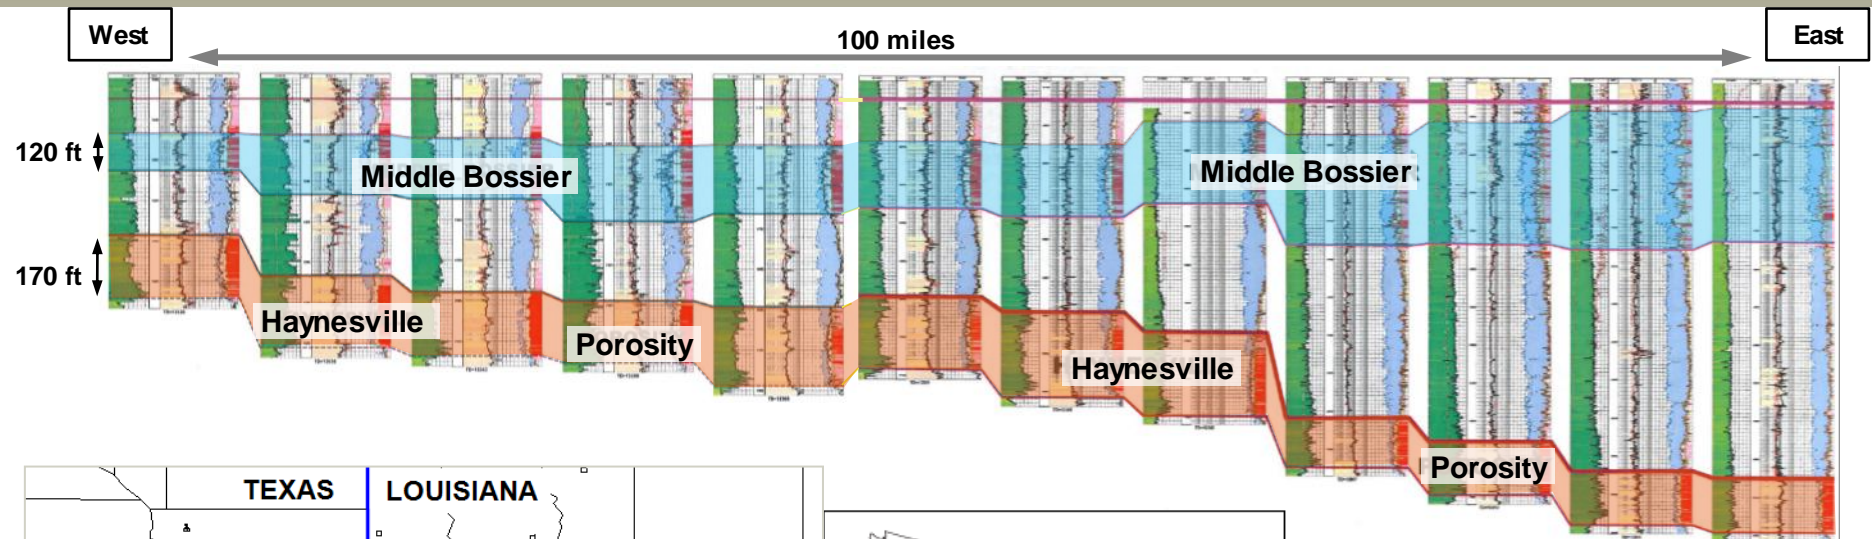 West
East
100 miles
120 ft
Middle Bossier
Middle Bossier
170 ft
Haynesville
Porosity
Haynesville
Porosity
TEXAS
LOUISIANA